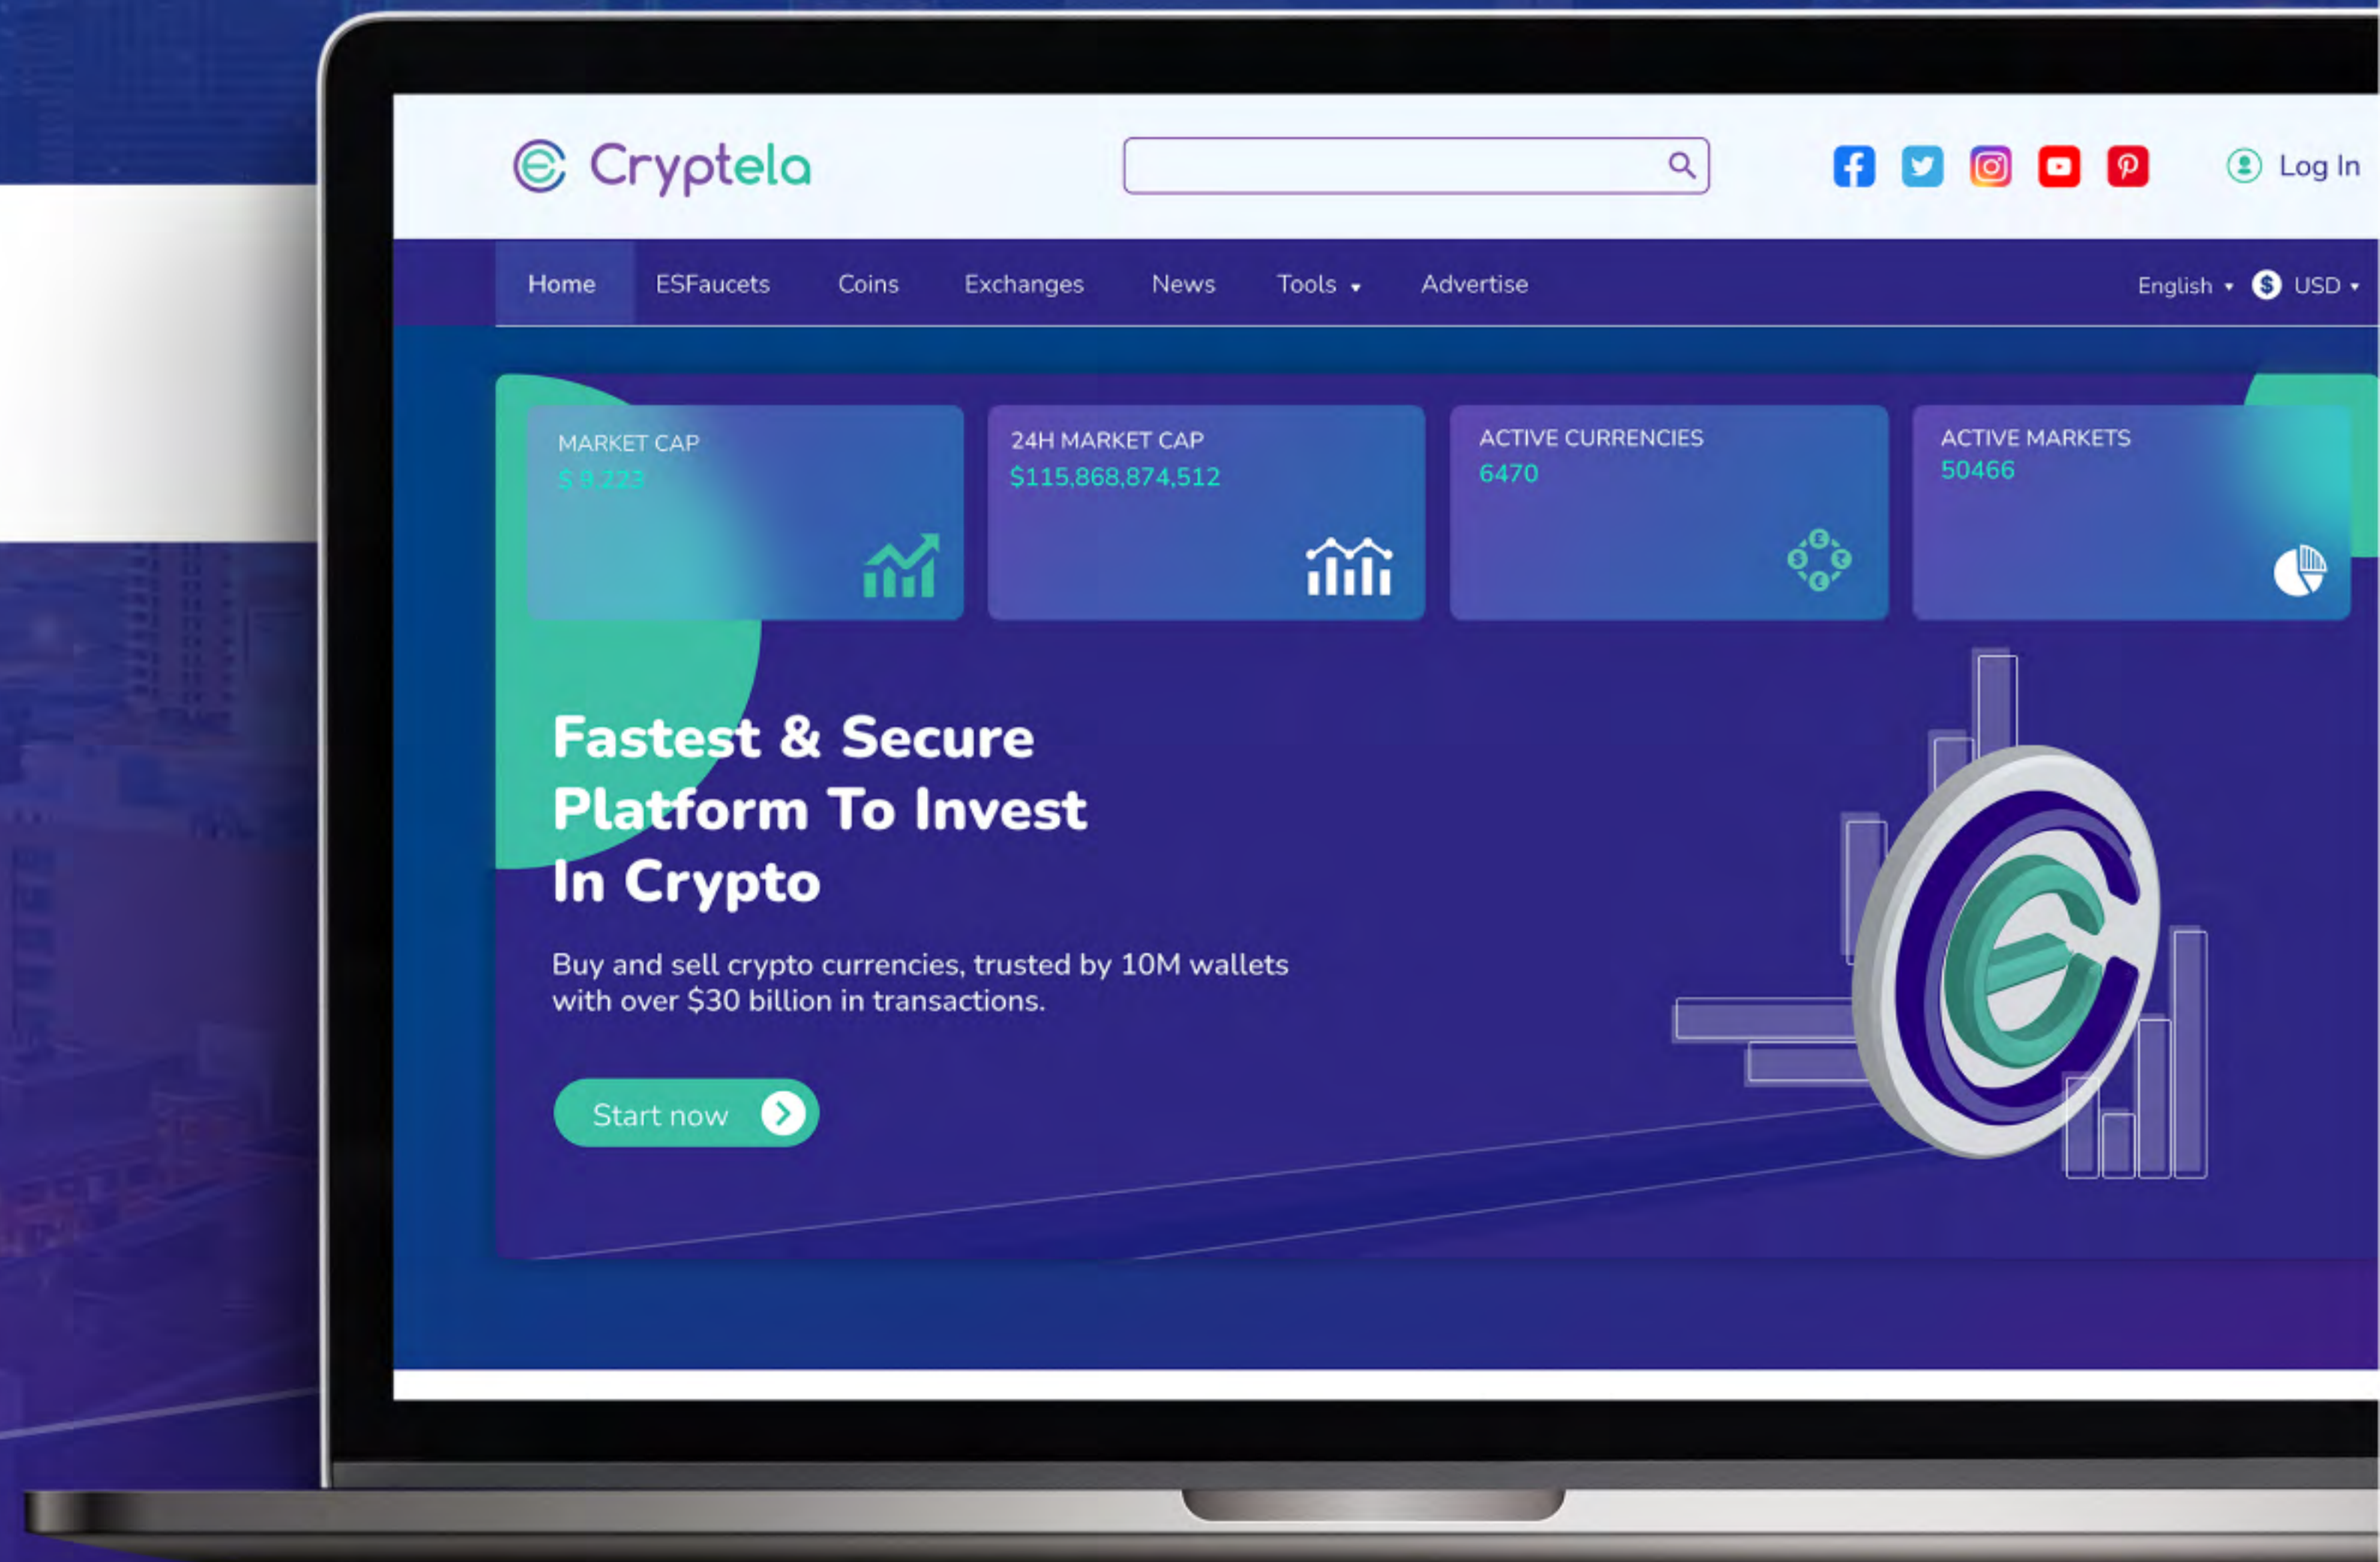 Cryptela
Log In
Home ESFaucets Coins Exchanges News Tools Advertise English $ USD
MARKET CAP
$ 9,223
24H MARKET CAP
$115,868,874,512
ACTIVE CURRENCIES
6470
ACTIVE MARKETS
50466
Fastest & Secure
Platform To Invest
In Crypto
Buy and sell crypto currencies, trusted by 10M wallets
with over $30 billion in transactions.
Start now